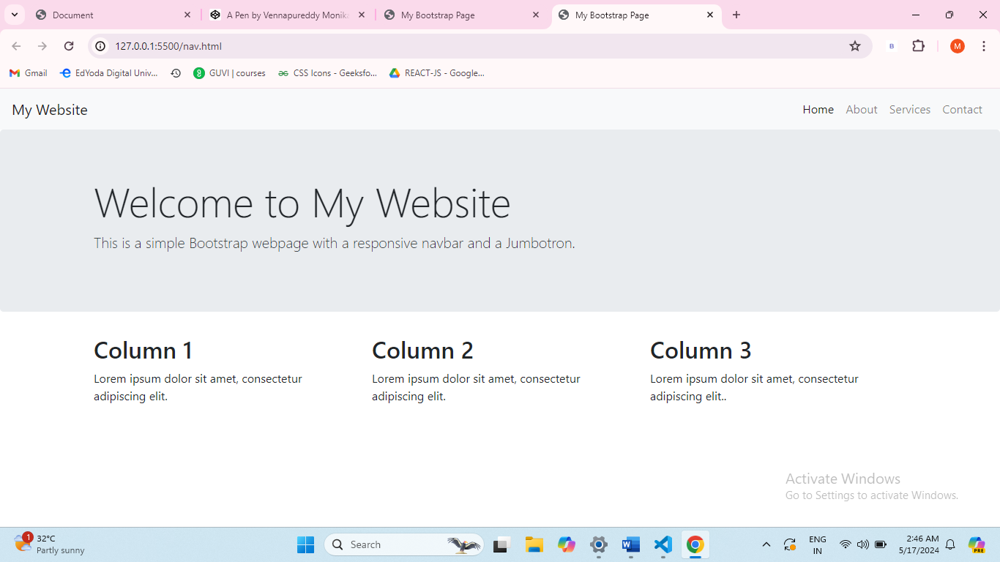 Document
A Pen by Vennapureddy Monika
My Bootstrap Page
My Bootstrap Page
127.0.0.1:5500/nav.html
B
M
Gmail
EdYoda Digital Univ...
GUVI | courses
CSS Icons - Geeksfo...
REACT-JS - Google...
My Website
Home
About
Services
Contact
Welcome to My Website
This is a simple Bootstrap webpage with a responsive navbar and a Jumbotron.
Column 1
Lorem ipsum dolor sit amet, consectetur
adipiscing elit.
Column 2
Lorem ipsum dolor sit amet, consectetur
adipiscing elit.
Column 3
Lorem ipsum dolor sit amet, consectetur
adipiscing elit..
Activate Windows
Go to Settings to activate Windows.
1
32°C
Partly sunny
Search
W
ENG
IN
2:46 AM
5/17/2024
PRE